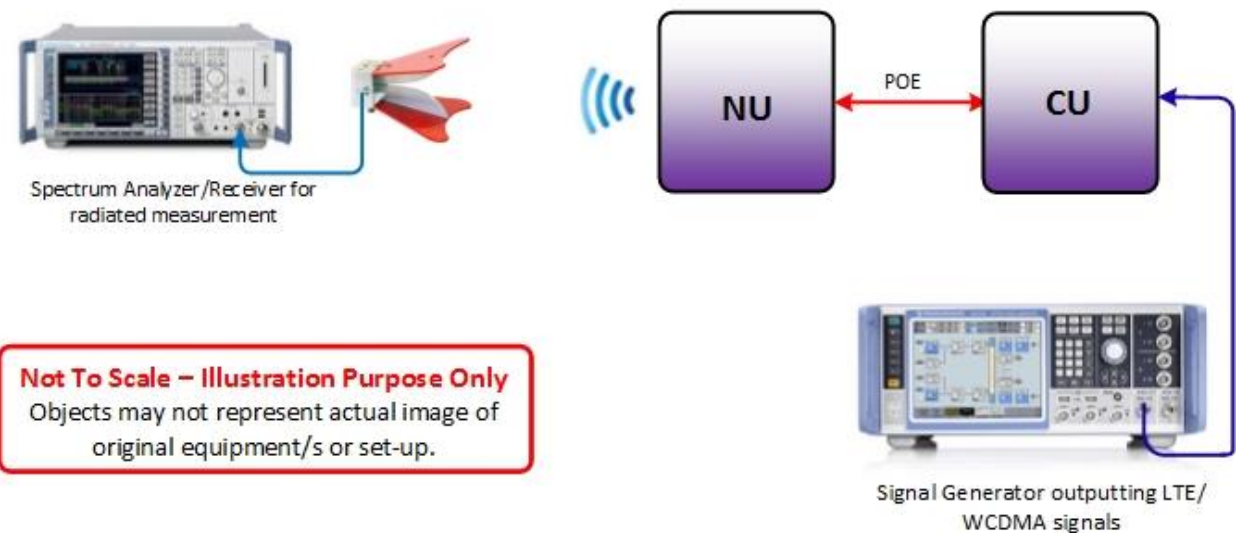 NU
POE
CU
Spectrum Analyzer/Receiver for
radiated measurement
Not To Scale – Illustration Purpose Only
Objects may not represent actual image of
original equipment/s or set-up.
Signal Generator outputting LTE/
WCDMA signals